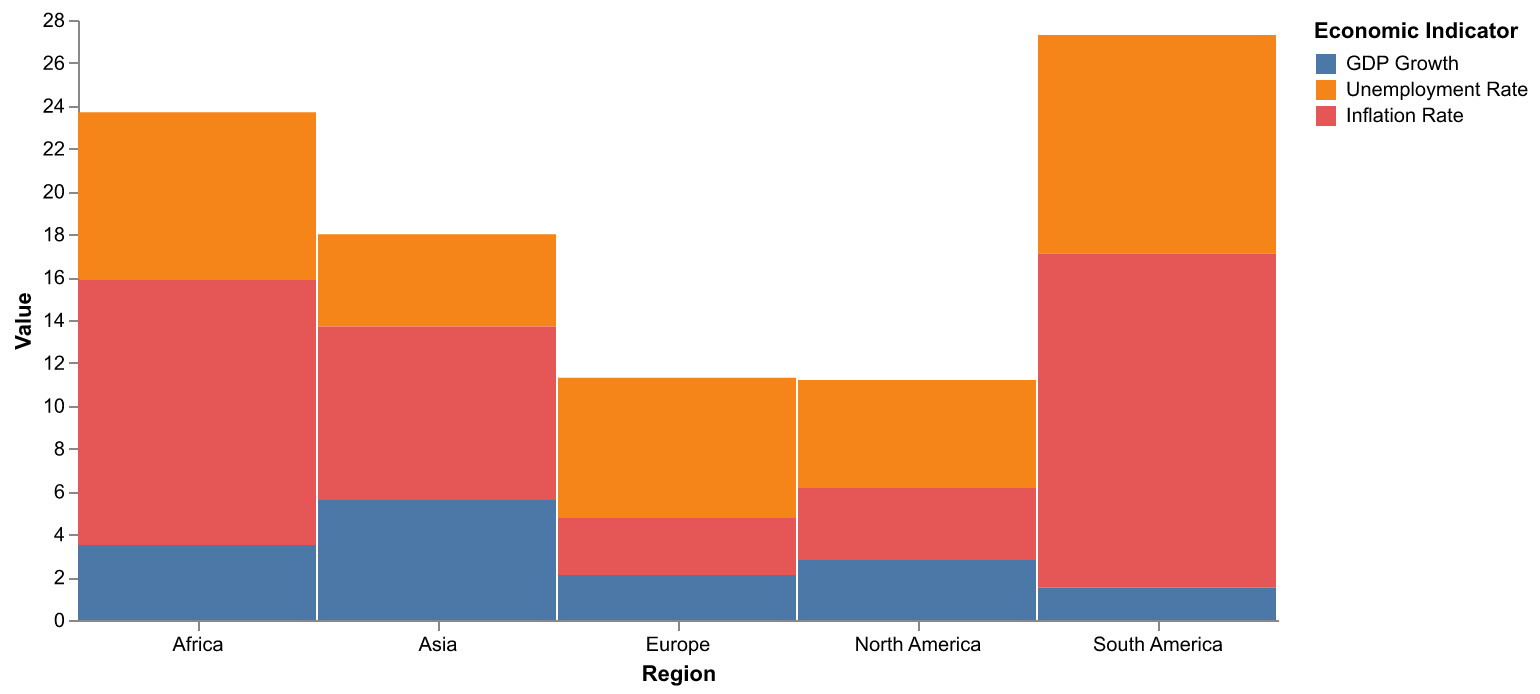 28
26
24
22
20
18
16
14
12
10
8
6
4
2
0
Value
Africa
Asia
Europe
North America
South America
Region
Economic Indicator
GDP Growth
Unemployment Rate
Inflation Rate